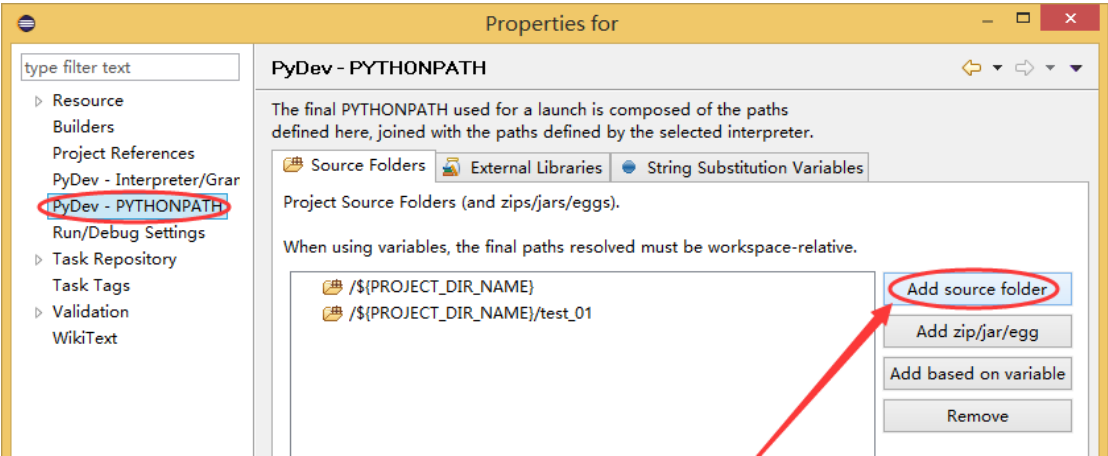 Properties for
type filter text
Resource
Builders
Project References
PyDev - Interpreter/Grar
PyDev - PYTHONPATH
Run/Debug Settings
Task Repository
Task Tags
Validation
WikiText
PyDev - PYTHONPATH
The final PYTHONPATH used for a launch is composed of the paths
defined here, joined with the paths defined by the selected interpreter.
Source Folders
External Libraries
String Substitution Variables
Project Source Folders (and zips/jars/eggs).
When using variables, the final paths resolved must be workspace-relative.
/${PROJECT_DIR_NAME}
/${PROJECT_DIR_NAME}/test_01
Add source folder
Add zip/jar/egg
Add based on variable
Remove